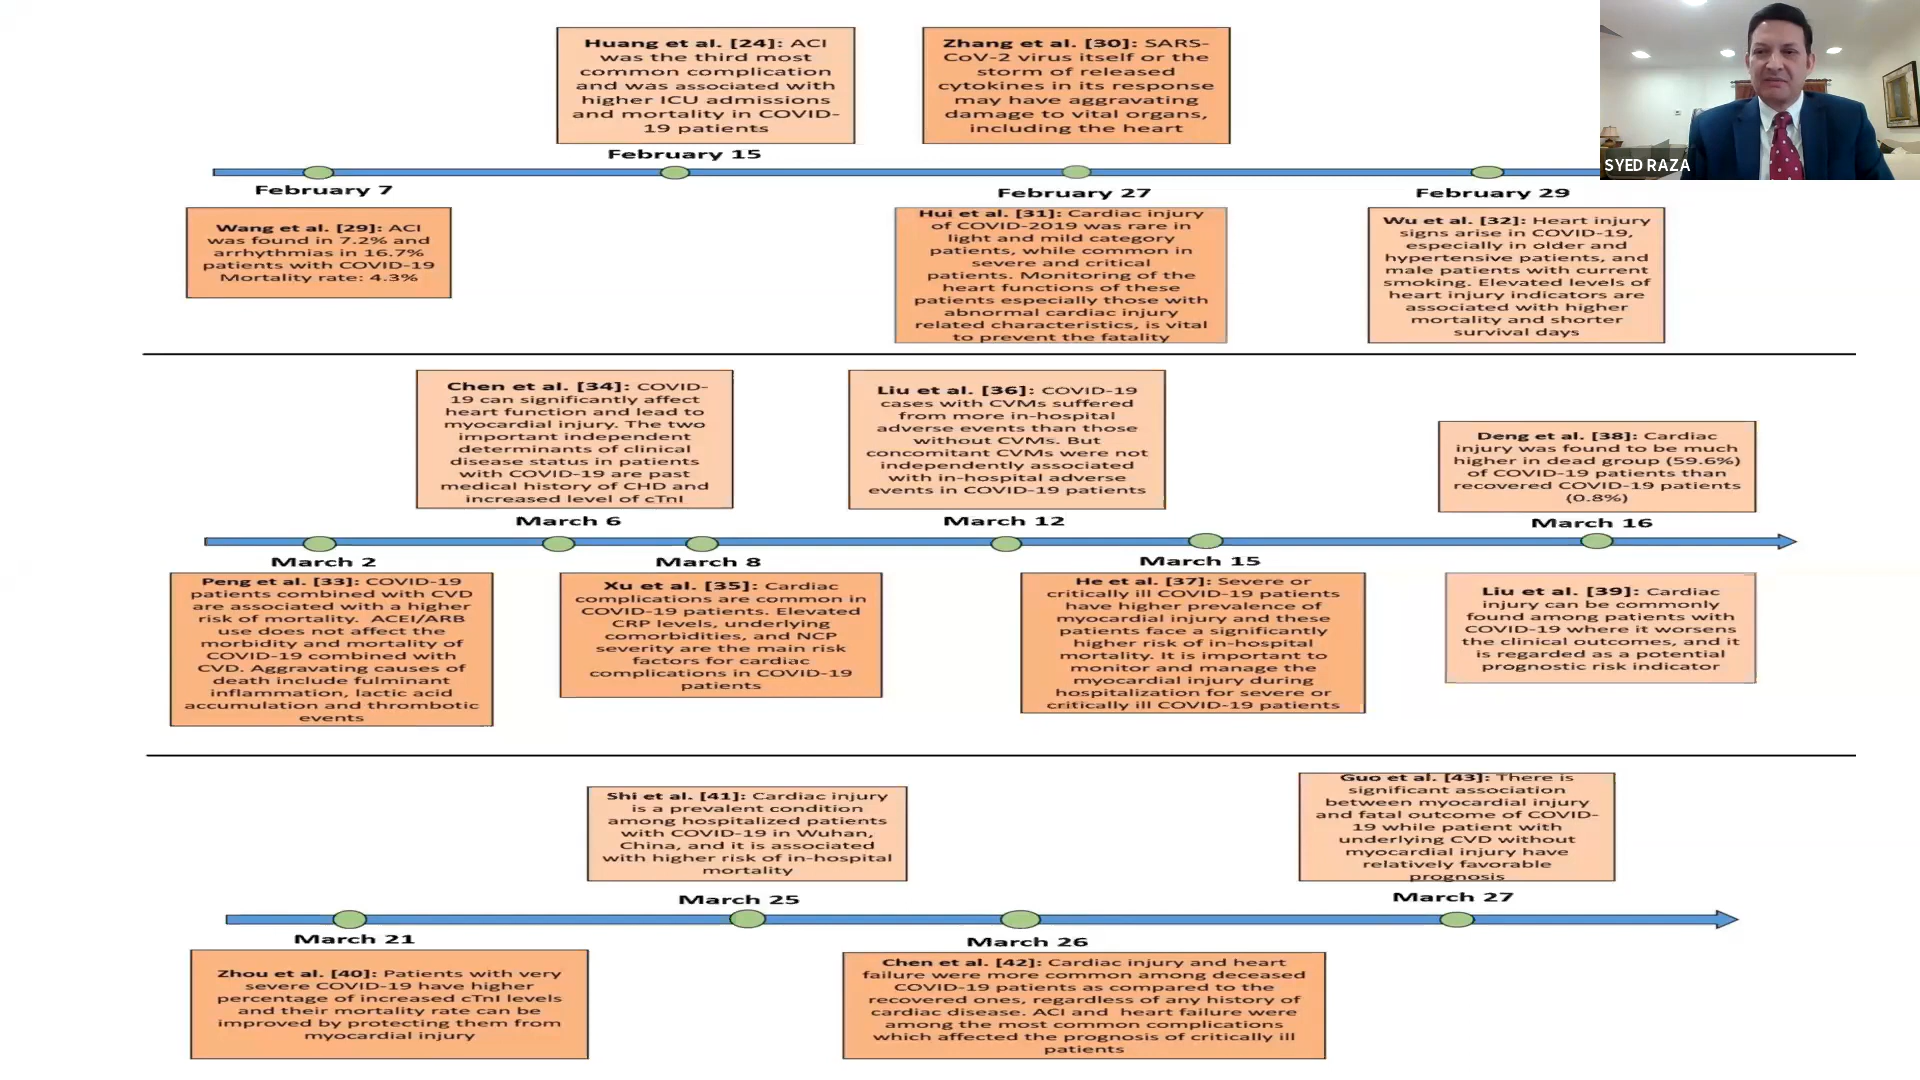 Huang et al. [24]: ACI
was the third most
common complication
and was associated with
higher ICU admissions
and mortality in COVID-
19 patients
Zhang et al. [30]: SARS-
CoV-2 virus itself or the
storm of released
cytokines in its response
may have aggravating
damage to vital organs,
including the heart
SYED RAZA
February 15
February 7
February 27
February 29
Wang et al. [29]: ACI
was found in 7.2% and
arrhythmias in 16.7%
patients with COVID-19
Mortality rate: 4.3%
Hui et al. [31]: Cardiac injury
of COVID-2019 was rare in
light and mild category
patients, while common in
severe and critical
patients. Monitoring of the
heart functions of these
patients especially those with
abnormal cardiac injury
related characteristics, is vital
to prevent the fatality
Wu et al. [32]: Heart injury
signs arise in COVID-19,
especially in older and
hypertensive patients, and
male patients with current
smoking. Elevated levels of
heart injury indicators are
associated with higher
mortality and shorter
survival days
Chen et al. [34]: COVID-
19 can significantly affect
heart function and lead to
myocardial injury. The two
important independent
determinants of clinical
disease status in patients
with COVID-19 are past
medical history of CHD and
increased level of cTnI
Liu et al. [36]: COVID-19
cases with CVMs suffered
from more in-hospital
adverse events than those
without CVMs. But
concomitant CVMs were not
independently associated
with in-hospital adverse
events in COVID-19 patients
Deng et al. [38]: Cardiac
injury was found to be much
higher in dead group (59.6%)
of COVID-19 patients than
recovered COVID-19 patients
(0.8%)
March 6
March 12
March 16
March 2
March 8
March 15
Peng et al. [33]: COVID-19
patients combined with CVD
are associated with a higher
risk of mortality. ACEI/ARB
use does not affect the
morbidity and mortality of
COVID-19 combined with
CVD. Aggravating causes of
death include fulminant
inflammation, lactic acid
accumulation and thrombotic
events
Xu et al. [35]: Cardiac
complications are common in
COVID-19 patients. Elevated
CRP levels, underlying
comorbidities, and NCP
severity are the main risk
factors for cardiac
complications in COVID-19
patients
He et al. [37]: Severe or
critically ill COVID-19 patients
have higher prevalence of
myocardial injury and these
patients face a significantly
higher risk of in-hospital
mortality. It is important to
monitor and manage the
myocardial injury during
hospitalization for severe or
critically ill COVID-19 patients
Liu et al. [39]: Cardiac
injury can be commonly
found among patients with
COVID-19 where it worsens
the clinical outcomes, and it
is regarded as a potential
prognostic risk indicator
Shi et al. [41]: Cardiac injury
is a prevalent condition
among hospitalized patients
with COVID-19 in Wuhan,
China, and it is associated
with higher risk of in-hospital
mortality
Guo et al. [43]: There is
significant association
between myocardial injury
and fatal outcome of COVID-
19 while patient with
underlying CVD without
myocardial injury have
relatively favorable
prognosis
March 25
March 27
March 21
March 26
Zhou et al. [40]: Patients with very
severe COVID-19 have higher
percentage of increased cTnI levels
and their mortality rate can be
improved by protecting them from
myocardial injury
Chen et al. [42]: Cardiac injury and heart
failure were more common among deceased
COVID-19 patients as compared to the
recovered ones, regardless of any history of
cardiac disease. ACI and heart failure were
among the most common complications
which affected the prognosis of critically ill
patients